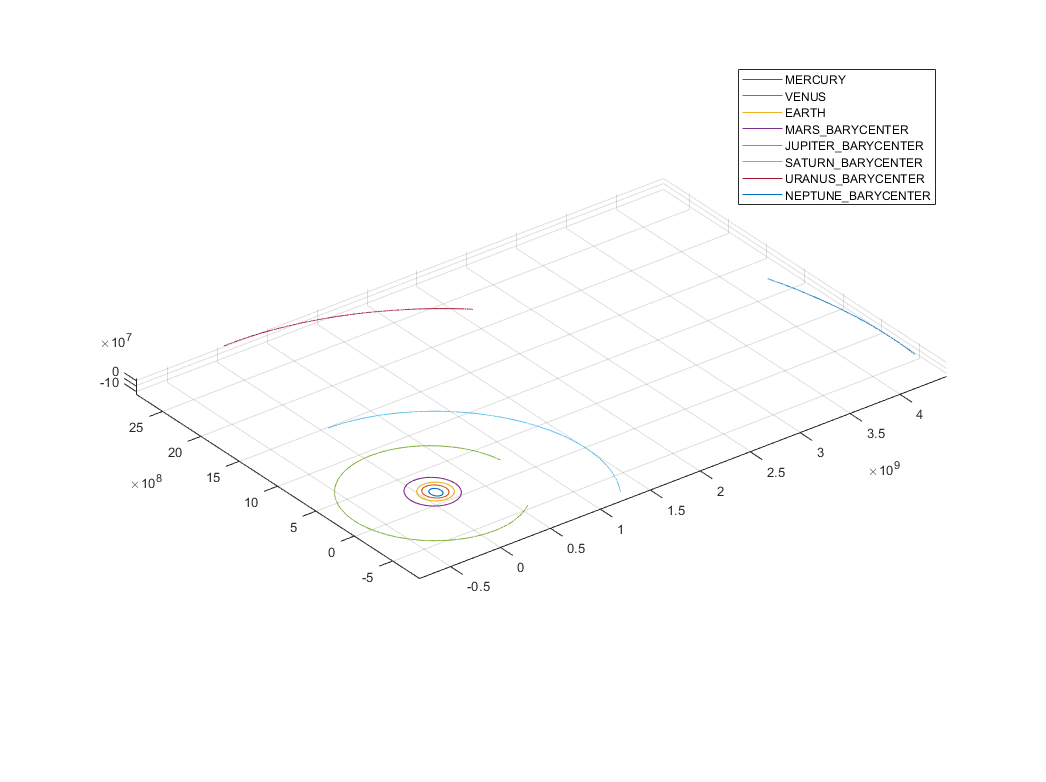 MERCURY
VENUS
EARTH
MARS_BARYCENTER
JUPITER_BARYCENTER
SATURN_BARYCENTER
URANUS_BARYCENTER
NEPTUNE_BARYCENTER
×10^7
0
-10
25
20
15
×10^8
10
5
0
-5
4
3.5
×10^9
3
2.5
2
1.5
1
0.5
0
-0.5